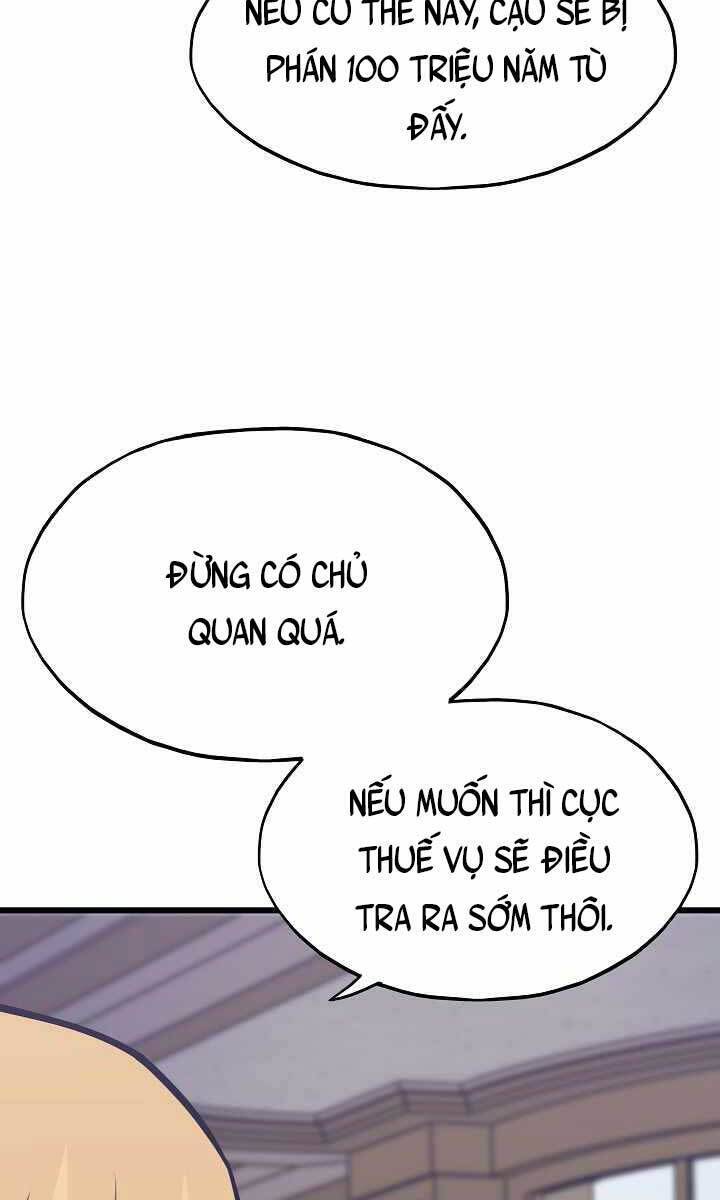 NẾU CỨ THẾ NÀY, CẬU SẼ BỊ
PHÁN 100 TRIỆU NĂM TÙ
ĐẤY.
ĐỪNG CÓ CHỦ
QUAN QUÁ.
NẾU MUỐN THÌ CỤC
THUẾ VỤ SẼ ĐIỀU
TRA RA SỚM THÔI.